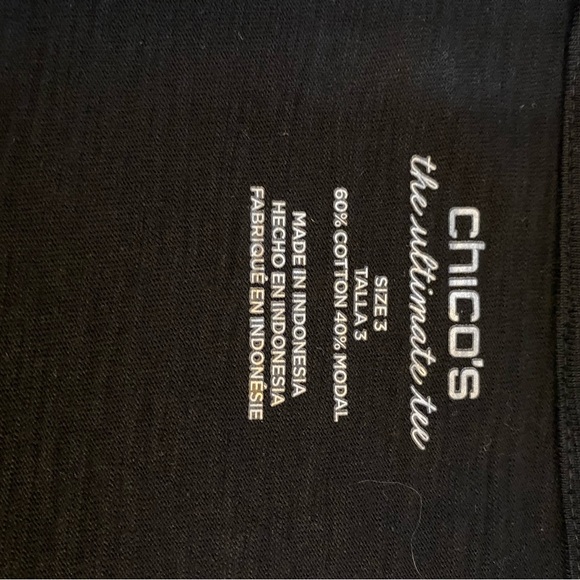 chico's
the ultimate tee
SIZE 3
TALLA 3
60% COTTON 40% MODAL
MADE IN INDONESIA
HECHO EN INDONESIA
FABRIQUÉ EN INDONÉSIE